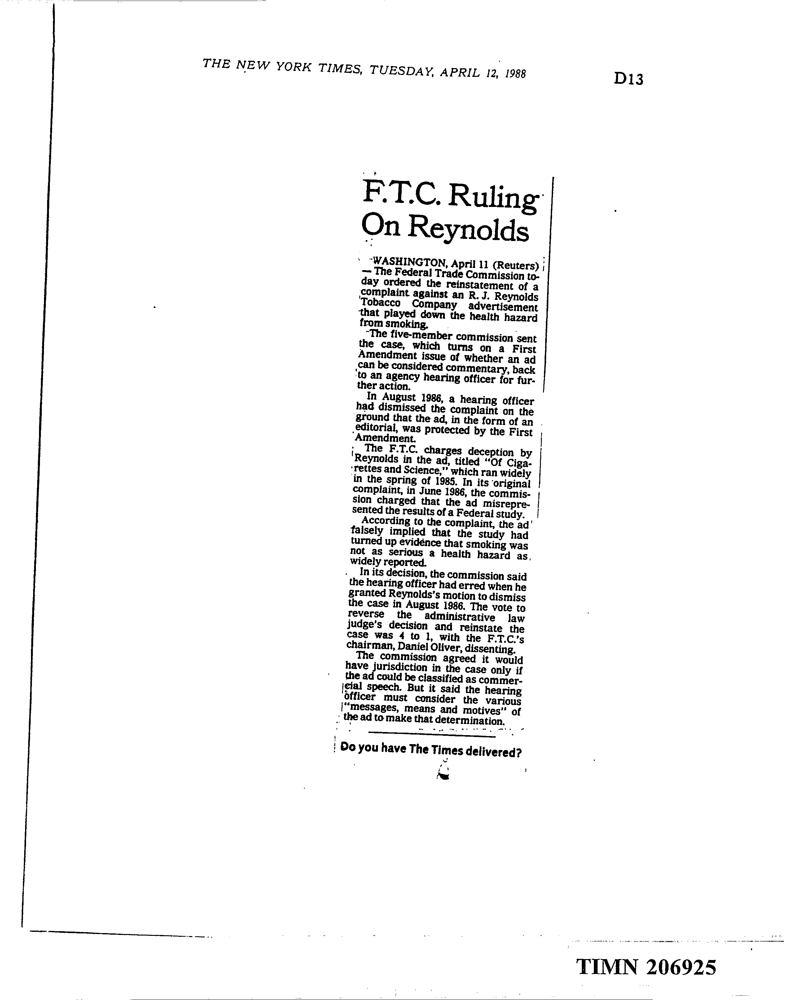 THE NEW YORK TIMES, TUESDAY, APRIL 12, 1988
D13
F.T.C. Ruling
On Reynolds
WASHINGTON, April 11 (Reuters)
— The Federal Trade Commission to-
day ordered the reinstatement of a
complaint against an R. J. Reynolds
Tobacco Company advertisement
that played down the health hazard
from smoking.
The five-member commission sent
the case, which turns on a First
Amendment issue of whether an ad
can be considered commentary, back
to an agency hearing officer for fur-
ther action.
In August 1986, a hearing officer
had dismissed the complaint on the
ground that the ad, in the form of an
editorial, was protected by the First
Amendment.
The F.T.C. charges deception by
Reynolds in the ad, titled "Of Ciga-
rettes and Science," which ran widely
in the spring of 1985. In its original
complaint, in June 1986, the commis-
sion charged that the ad misrepre-
sented the results of a Federal study.
According to the complaint, the ad
falsely implied that the study had
turned up evidence that smoking was
not as serious a health hazard as
widely reported.
In its decision, the commission said
the hearing officer had erred when he
granted Reynolds's motion to dismiss
the case in August 1986. The vote to
reverse the administrative law
judge's decision and reinstate the
case was 4 to 1, with the F.T.C.'s
chairman, Daniel Oliver, dissenting.
The commission agreed it would
have jurisdiction in the case only if
the ad could be classified as commer-
cial speech. But it said the hearing
officer must consider the various
"messages, means and motives" of
the ad to make that determination.
Do you have The Times delivered?
TIMN 206925